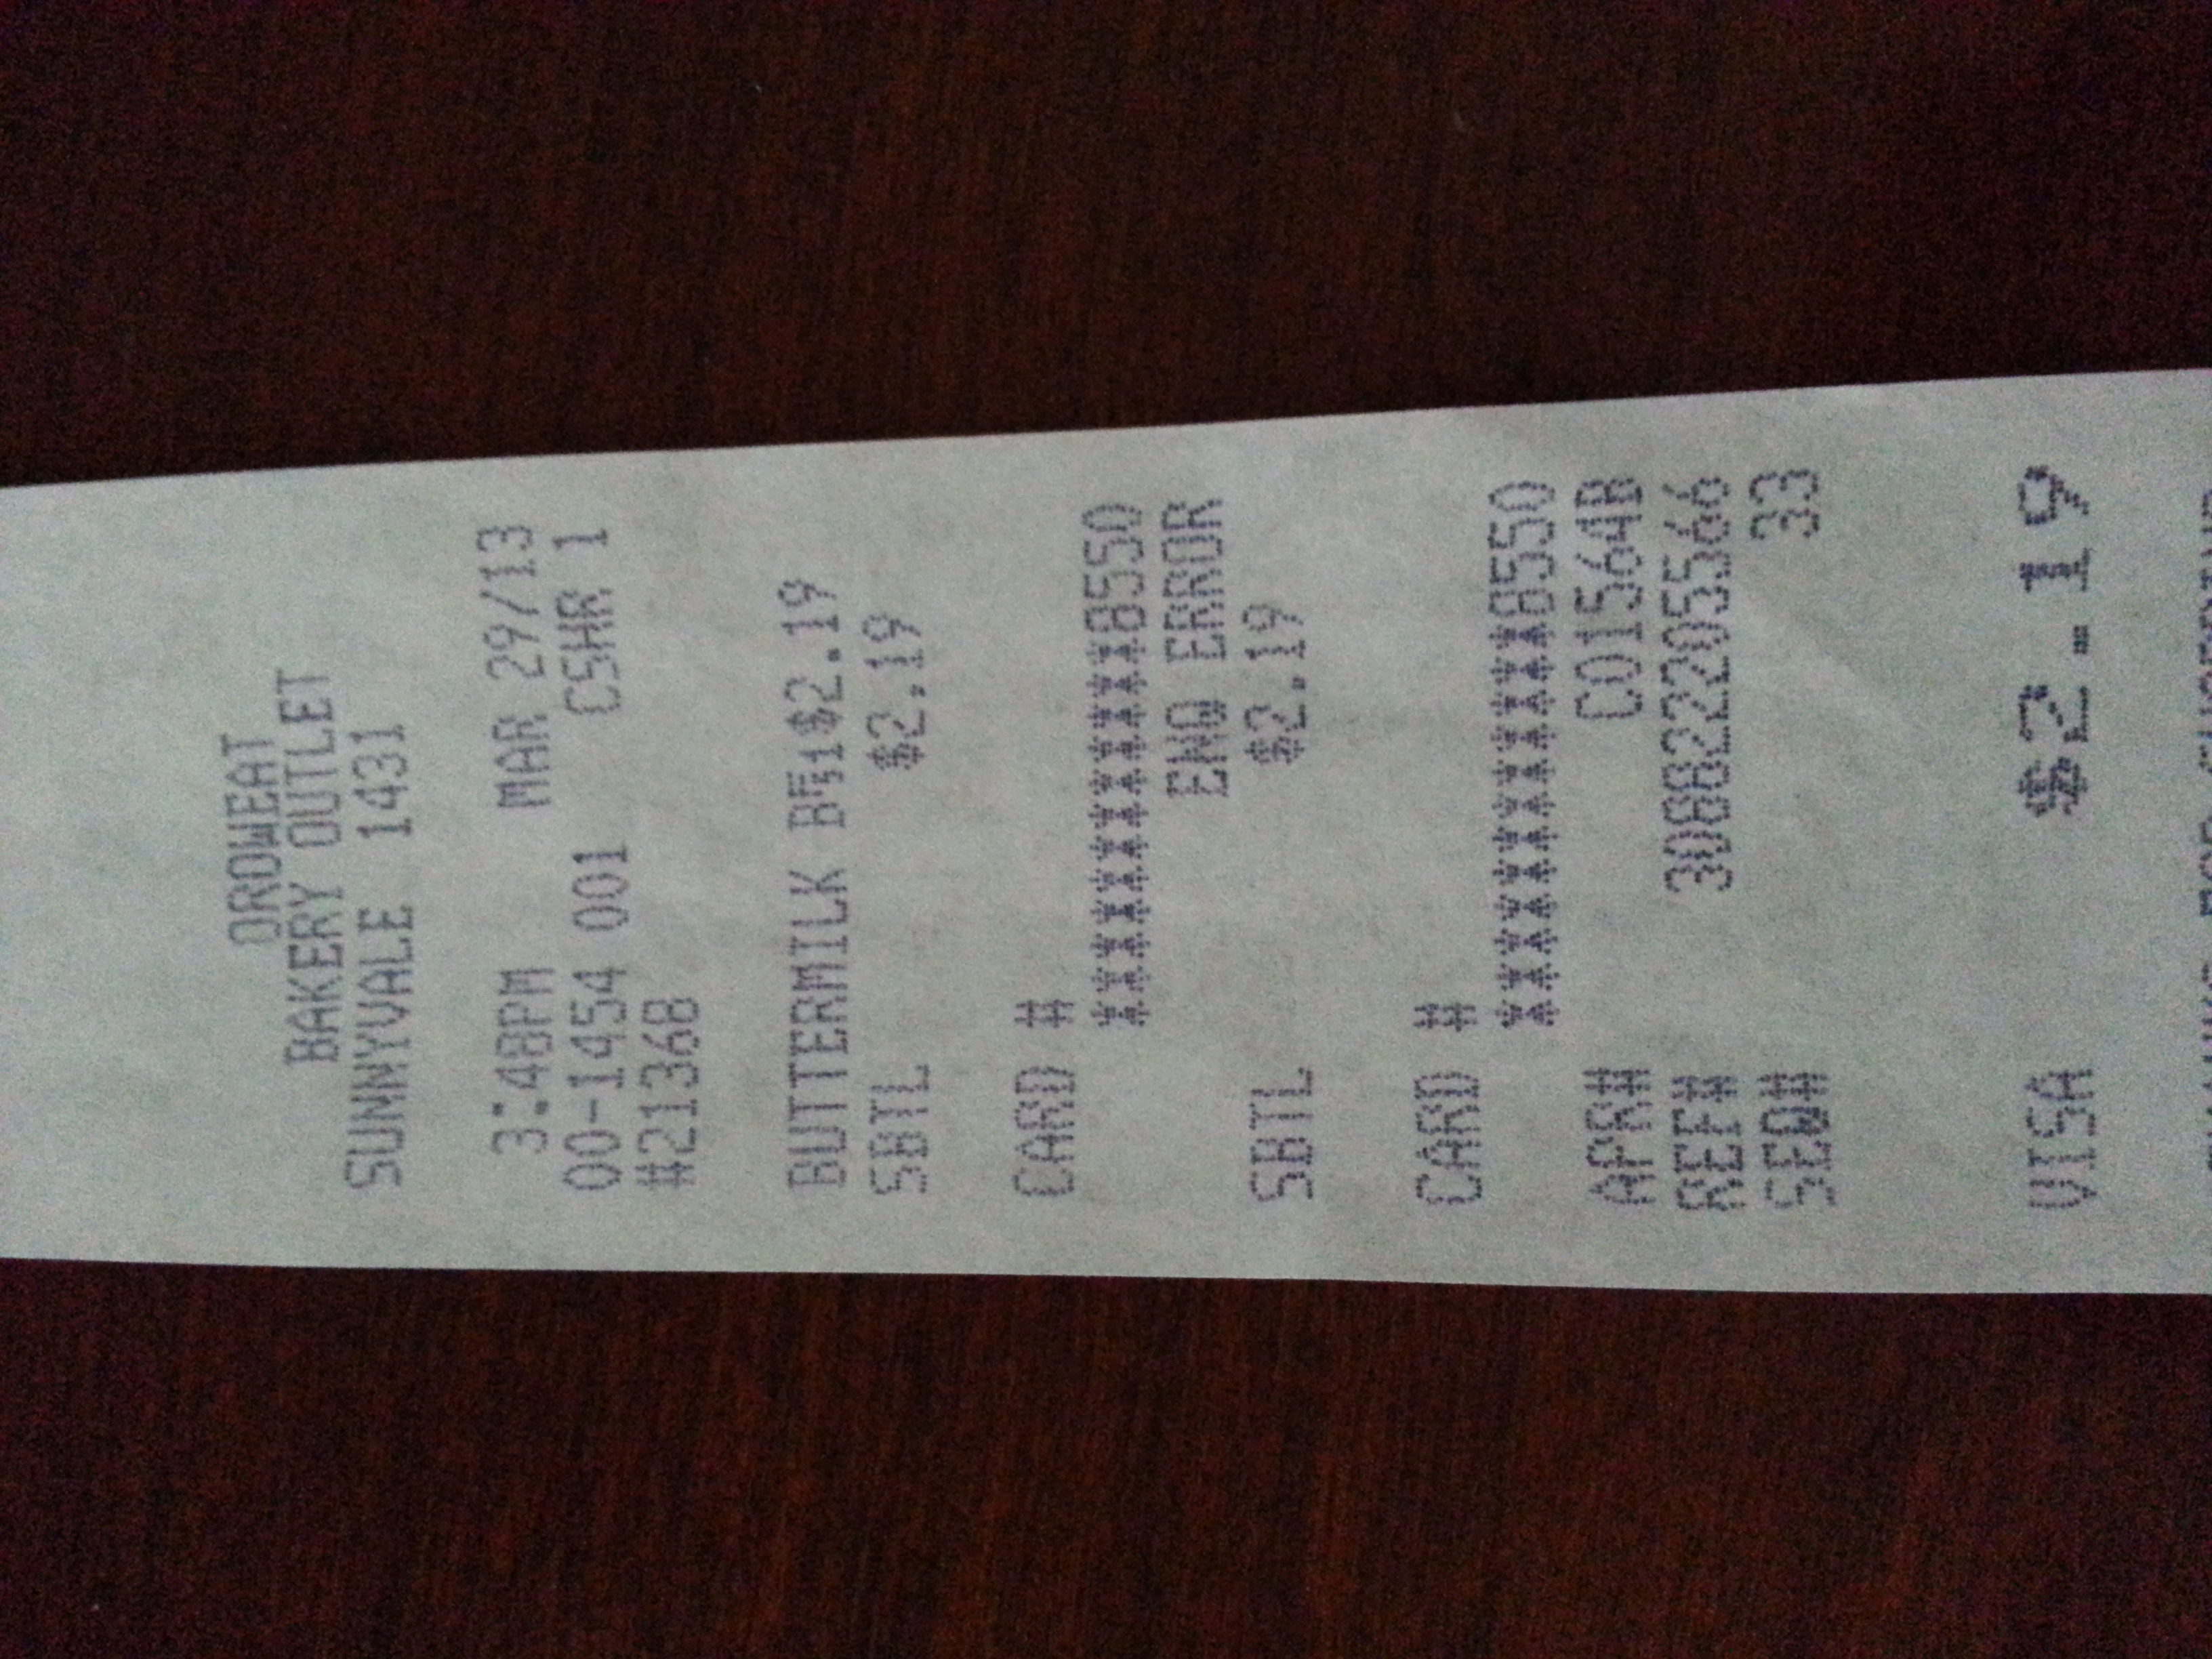 OROWEAT
BAKERY OUTLET
SUNNYVALE 1431
3:48PM MAR 29/13
00-1454 001 CSHR 1
#21368
BUTTERMILK $2.19
SBTL $2.19
CARD #
************8550
ENQ ERROR
SBTL $2.19
CARD #
************8550
APR# C01564B
REF# 308822205566
SEQ# 33
VISA $2.19